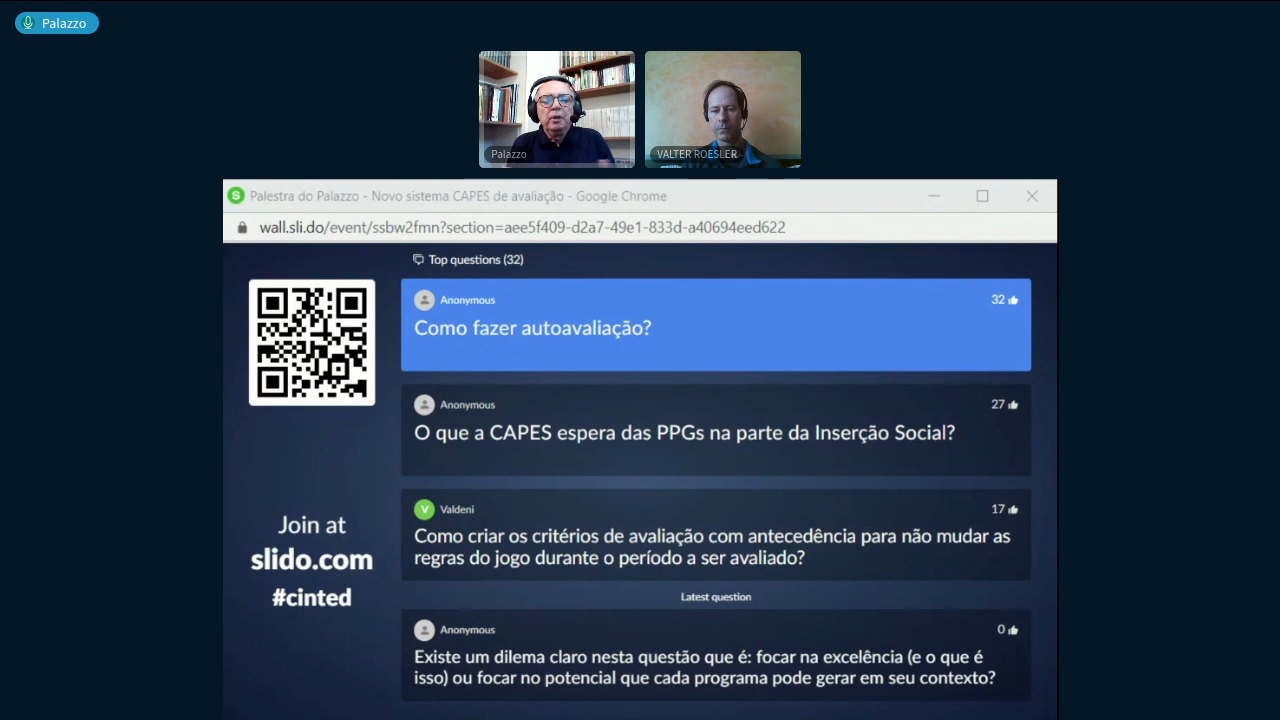 Palazzo
Palazzo
VALTER ROESLER
Palestra do Palazzo - Novo sistema CAPES de avaliação - Google Chrome
wall.sli.do/event/ssbw2fmn?section=aee5f409-d2a7-49e1-833d-a40694eed622
Top questions (32)
Anonymous
32
Como fazer autoavaliação?
Anonymous
27
O que a CAPES espera das PPGs na parte da Inserção Social?
V Valdeni
17
Como criar os critérios de avaliação com antecedência para não mudar as
regras do jogo durante o período a ser avaliado?
Join at
slido.com
#cinted
Latest question
Anonymous
0
Existe um dilema claro nesta questão que é: focar na excelência (e o que é
isso) ou focar no potencial que cada programa pode gerar em seu contexto?